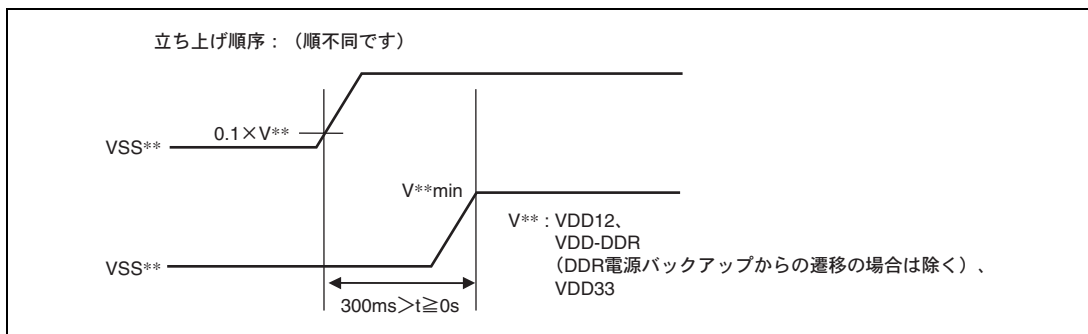 立ち上げ順序：（順不同です）
0.1×V**
VSS**
V**min
V**：VDD12、
VDD-DDR
（DDR電源バックアップからの遷移の場合は除く）、
VDD33
VSS**
300ms＞t≧0s